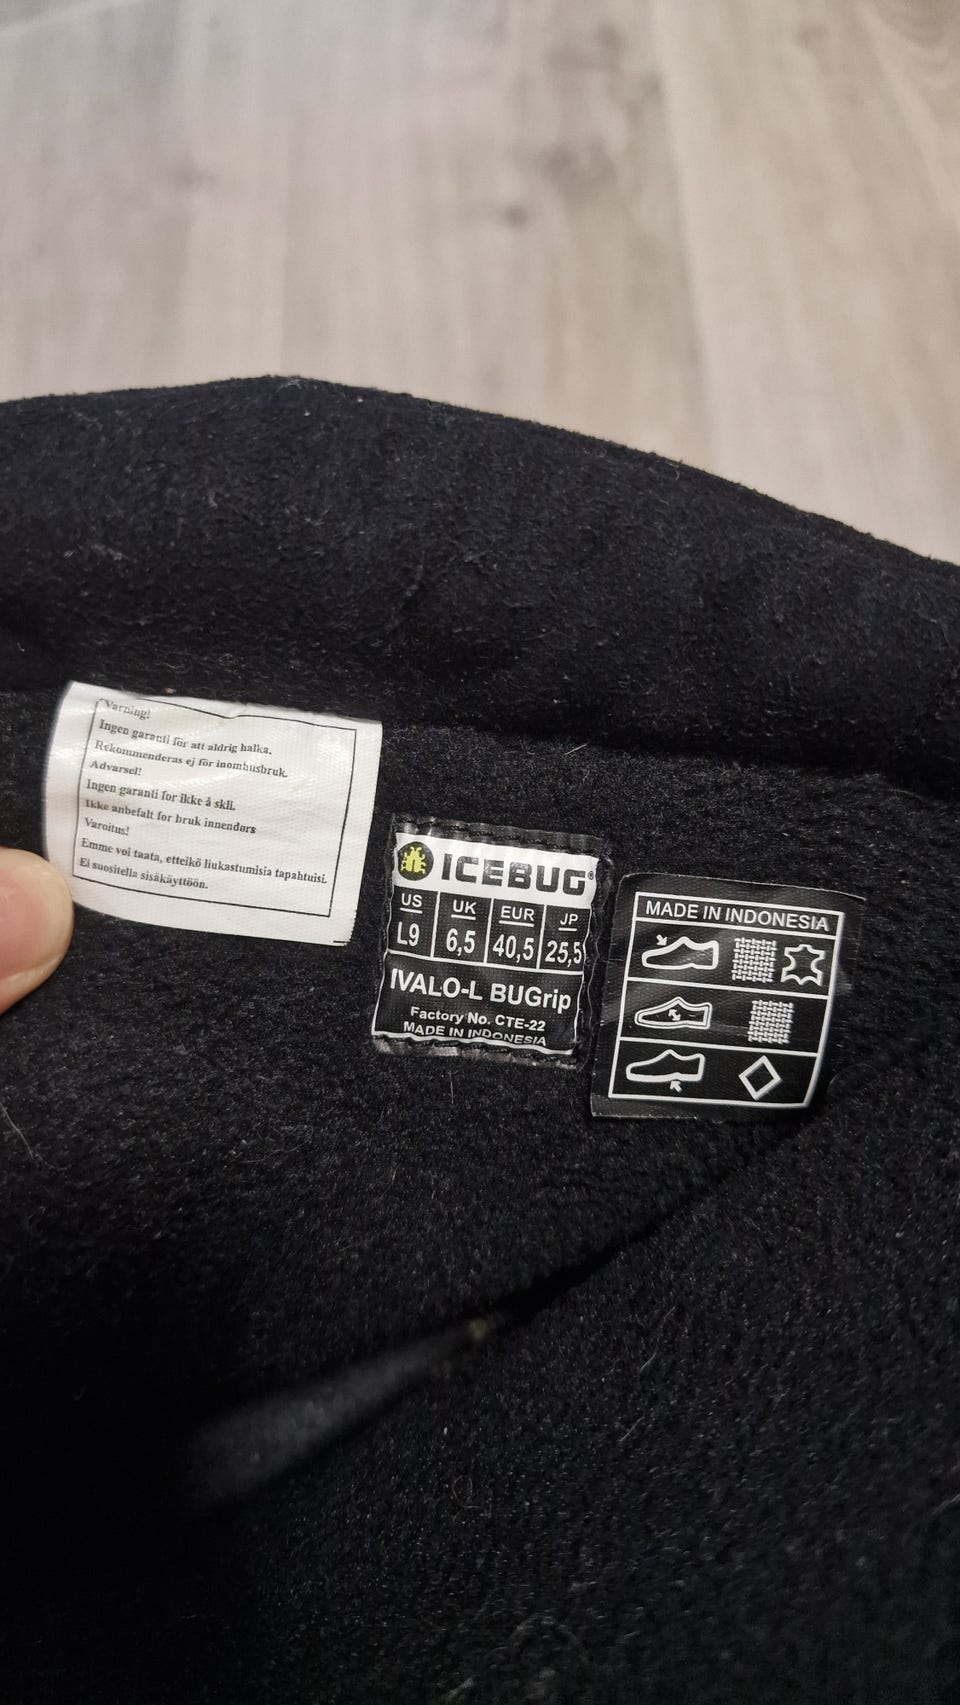 Varning!
Ingen garanti för att aldrig halka.
Rekommenderas ej för inomhusbruk.
Advarsel!
Ingen garanti for ikke å skli.
Ikke anbefalt for bruk innendørs
Varoitus!
Emme voi taata, etteikö liukastumisia tapahtuisi.
Ei suositella sisäkäyttöön.
ICEBUG®
US UK EUR JP
L9 6,5 40,5 25,5
IVALO-L BUGrip
Factory No. CTE-22
MADE IN INDONESIA
MADE IN INDONESIA